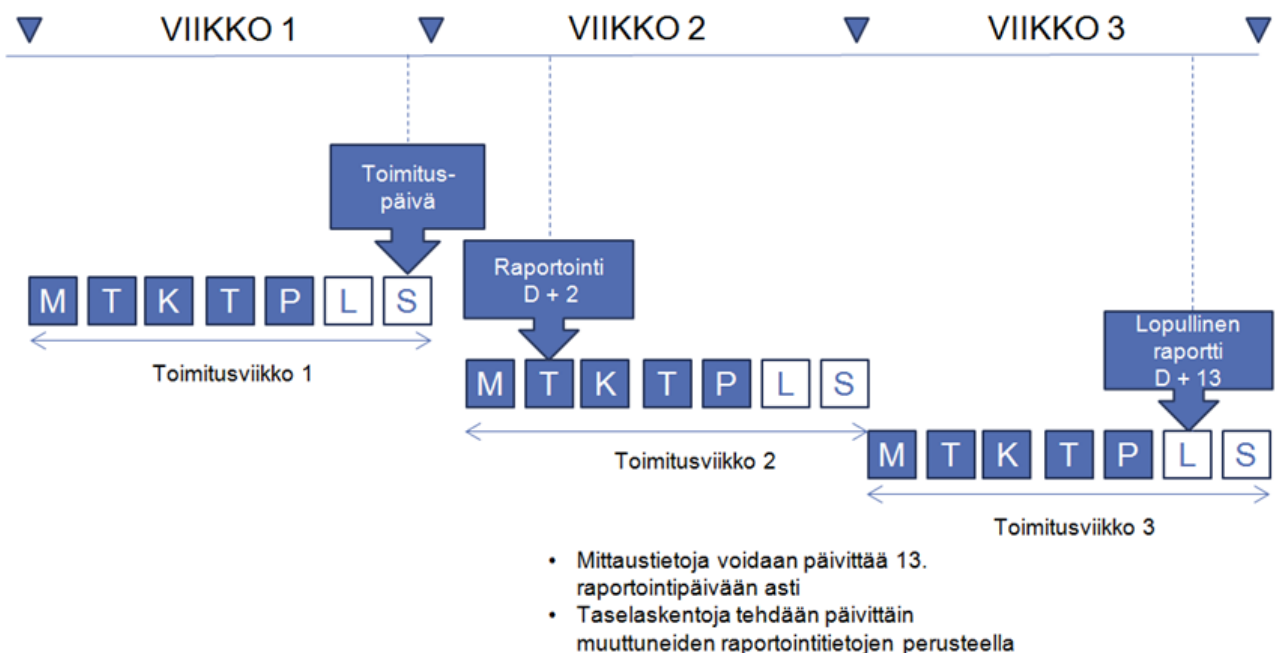 VIIKKO 1
VIIKKO 2
VIIKKO 3
Toimitus-
päivä
Raportointi
D + 2
M T K T P L S
Toimitusviikko 1
Lopullinen
raportti
D + 13
M T K T P L S
Toimitusviikko 2
M T K T P L S
Toimitusviikko 3
• Mittaustietoja voidaan päivittää 13.
raportointipäivään asti
• Taselaskentoja tehdään päivittäin
muuttuneiden raportointitietojen perusteella